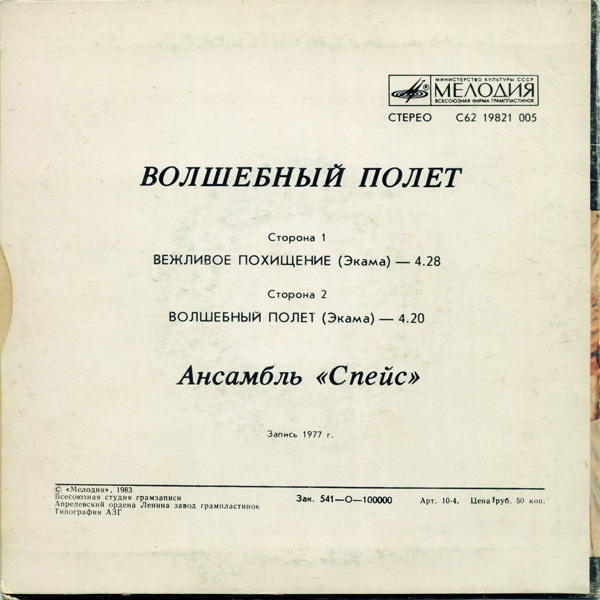 МИНИСТЕРСТВО КУЛЬТУРЫ СССР
МЕЛОДИЯ
ВСЕСОЮЗНАЯ ФИРМА ГРАМПЛАСТИНОК
СТЕРЕО С62 19821 005
ВОЛШЕБНЫЙ ПОЛЕТ
Сторона 1
ВЕЖЛИВОЕ ПОХИЩЕНИЕ (Экама) — 4.28
Сторона 2
ВОЛШЕБНЫЙ ПОЛЕТ (Экама) — 4.20
Ансамбль «Спейс»
Запись 1977 г.
© «Мелодия», 1983
Всесоюзная студия грамзаписи
Апрелевский ордена Ленина завод грампластинок
Типография АЗГ
Зак. 541—О—100000 Арт. 10-4. Цена 1 руб. 50 коп.